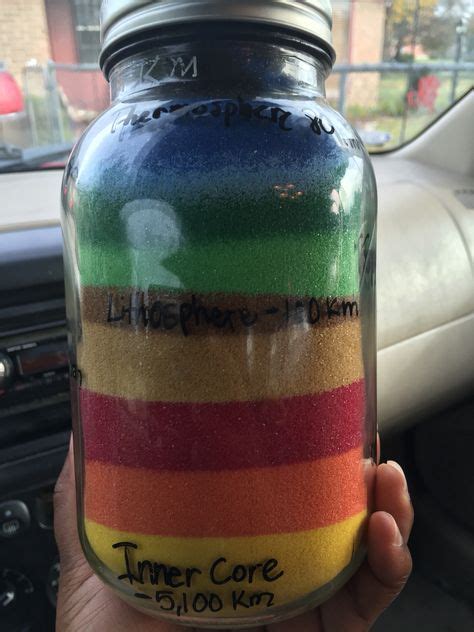 KM
Thermosphere 80
Lithosphere -100 Km
Inner Core
-5,100 Km